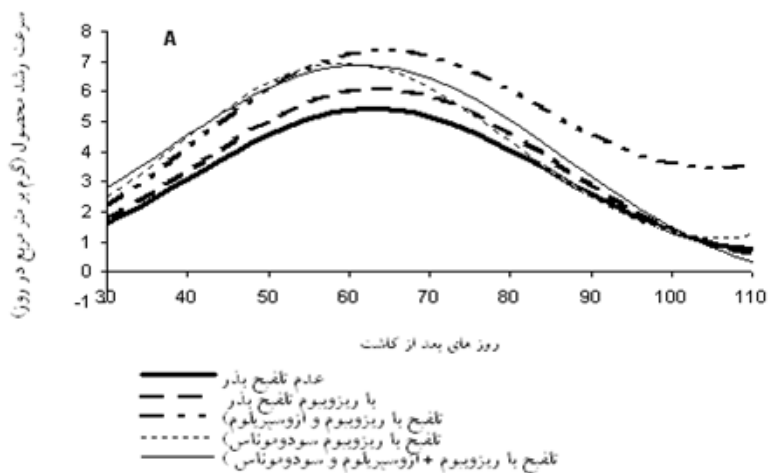 A
سرعت رشد محصول (گرم بر متر مربع در روز)
8
7
6
5
4
3
2
1
0
-1
30 40 50 60 70 80 90 100 110
روز های بعد از کاشت
عدم تلقیح بذر
با ریزوبیوم تلقیح بذر
تلقیح با ریزوبیوم و ازوسپریلوم)
تلقیح با ریزوبیوم سودوموناس)
تلقیح با ریزوبیوم + ازوسپریلوم و سودوموناس )